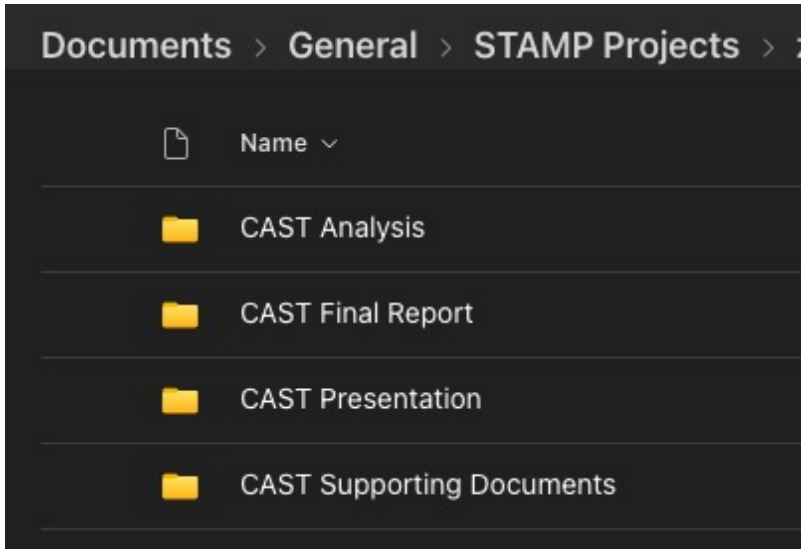 Documents > General > STAMP Projects >
Name
CAST Analysis
CAST Final Report
CAST Presentation
CAST Supporting Documents